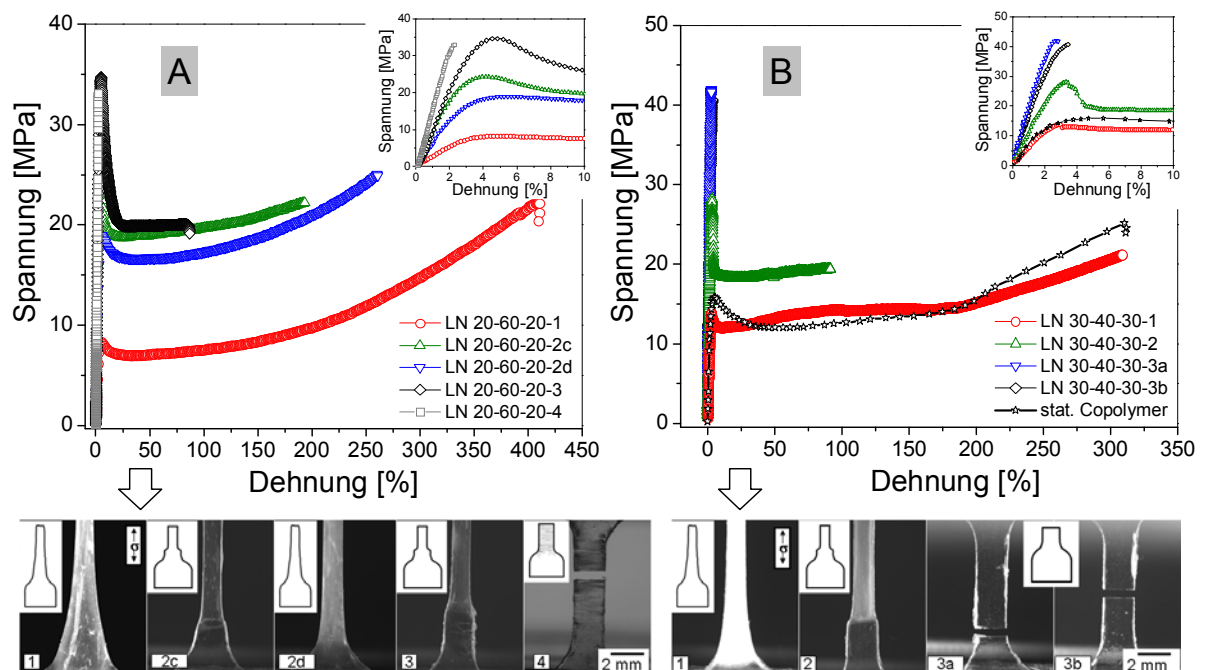 A
Spannung [MPa]
40
30
20
10
0
0 50 100 150 200 250 300 350 400 450
Dehnung [%]
Spannung [MPa]
40
35
30
25
20
15
10
5
0
0 2 4 6 8 10
Dehnung [%]
LN 20-60-20-1
LN 20-60-20-2c
LN 20-60-20-2d
LN 20-60-20-3
LN 20-60-20-4
B
Spannung [MPa]
50
40
30
20
10
0
0 50 100 150 200 250 300 350
Dehnung [%]
Spannung [MPa]
50
40
30
20
10
0
0 2 4 6 8 10
Dehnung [%]
LN 30-40-30-1
LN 30-40-30-2
LN 30-40-30-3a
LN 30-40-30-3b
stat. Copolymer
σ
1
2c
2d
3
4
2 mm
σ
1
2
3a
3b
2 mm